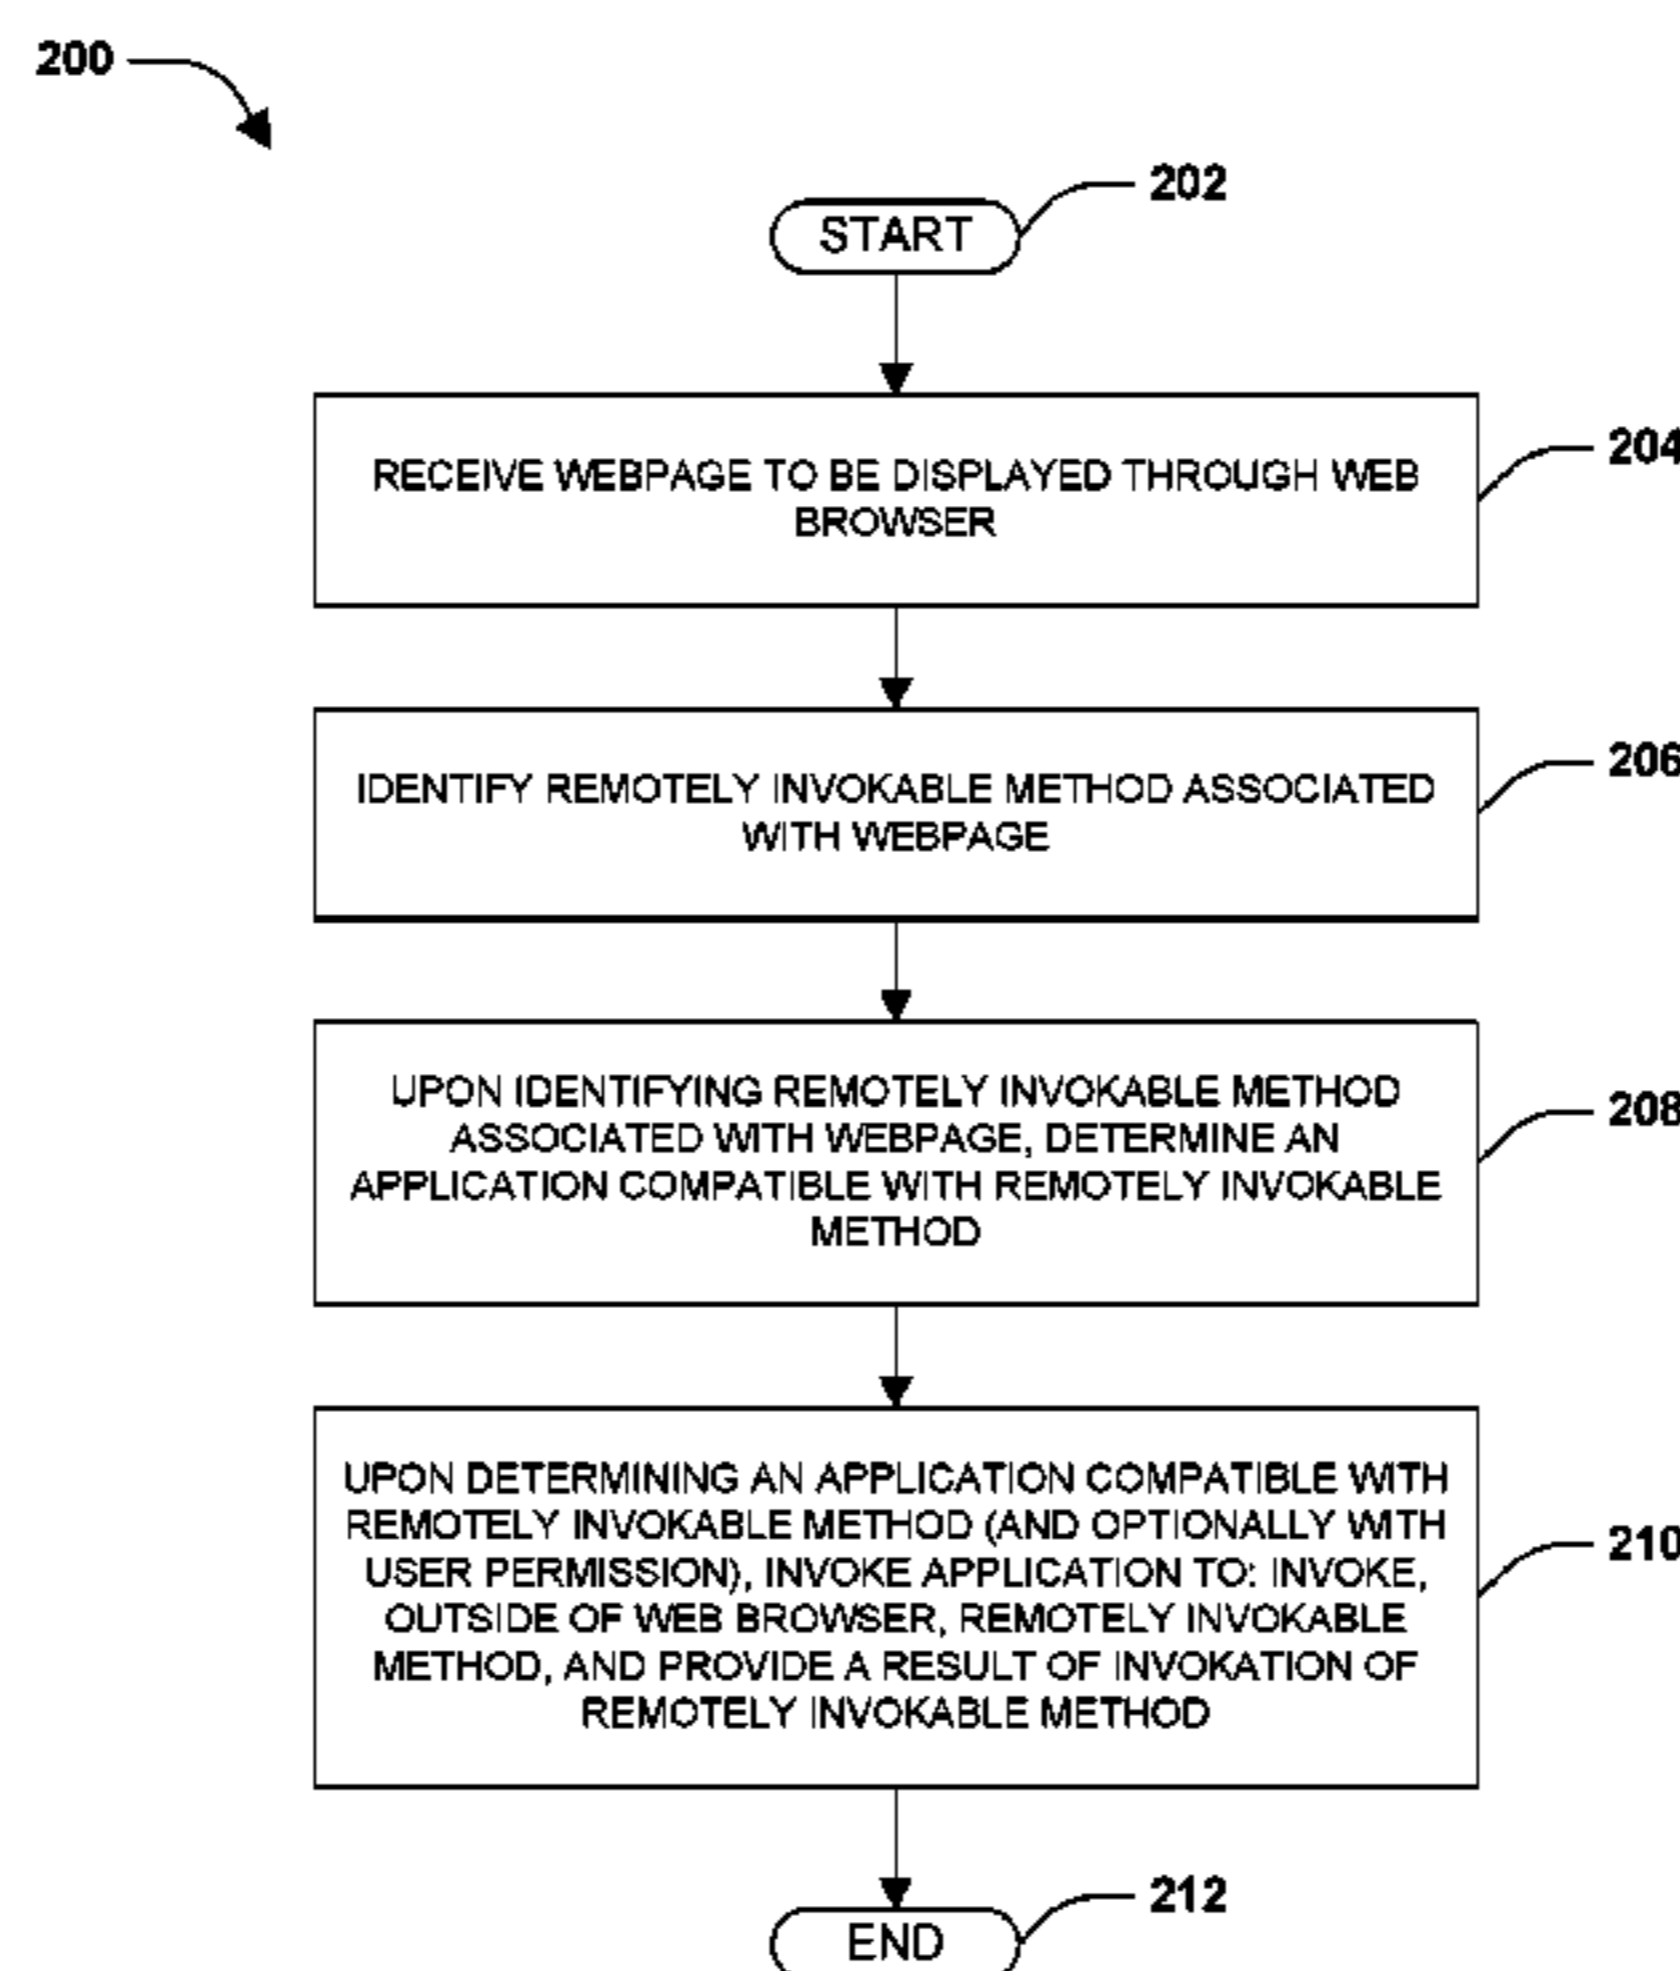 200
202
START
RECEIVE WEBPAGE TO BE DISPLAYED THROUGH WEB
BROWSER
204
IDENTIFY REMOTELY INVOKABLE METHOD ASSOCIATED
WITH WEBPAGE
206
UPON IDENTIFYING REMOTELY INVOKABLE METHOD
ASSOCIATED WITH WEBPAGE, DETERMINE AN
APPLICATION COMPATIBLE WITH REMOTELY INVOKABLE
METHOD
208
UPON DETERMINING AN APPLICATION COMPATIBLE WITH
REMOTELY INVOKABLE METHOD (AND OPTIONALLY WITH
USER PERMISSION), INVOKE APPLICATION TO: INVOKE,
OUTSIDE OF WEB BROWSER, REMOTELY INVOKABLE
METHOD, AND PROVIDE A RESULT OF INVOKATION OF
REMOTELY INVOKABLE METHOD
210
212
END